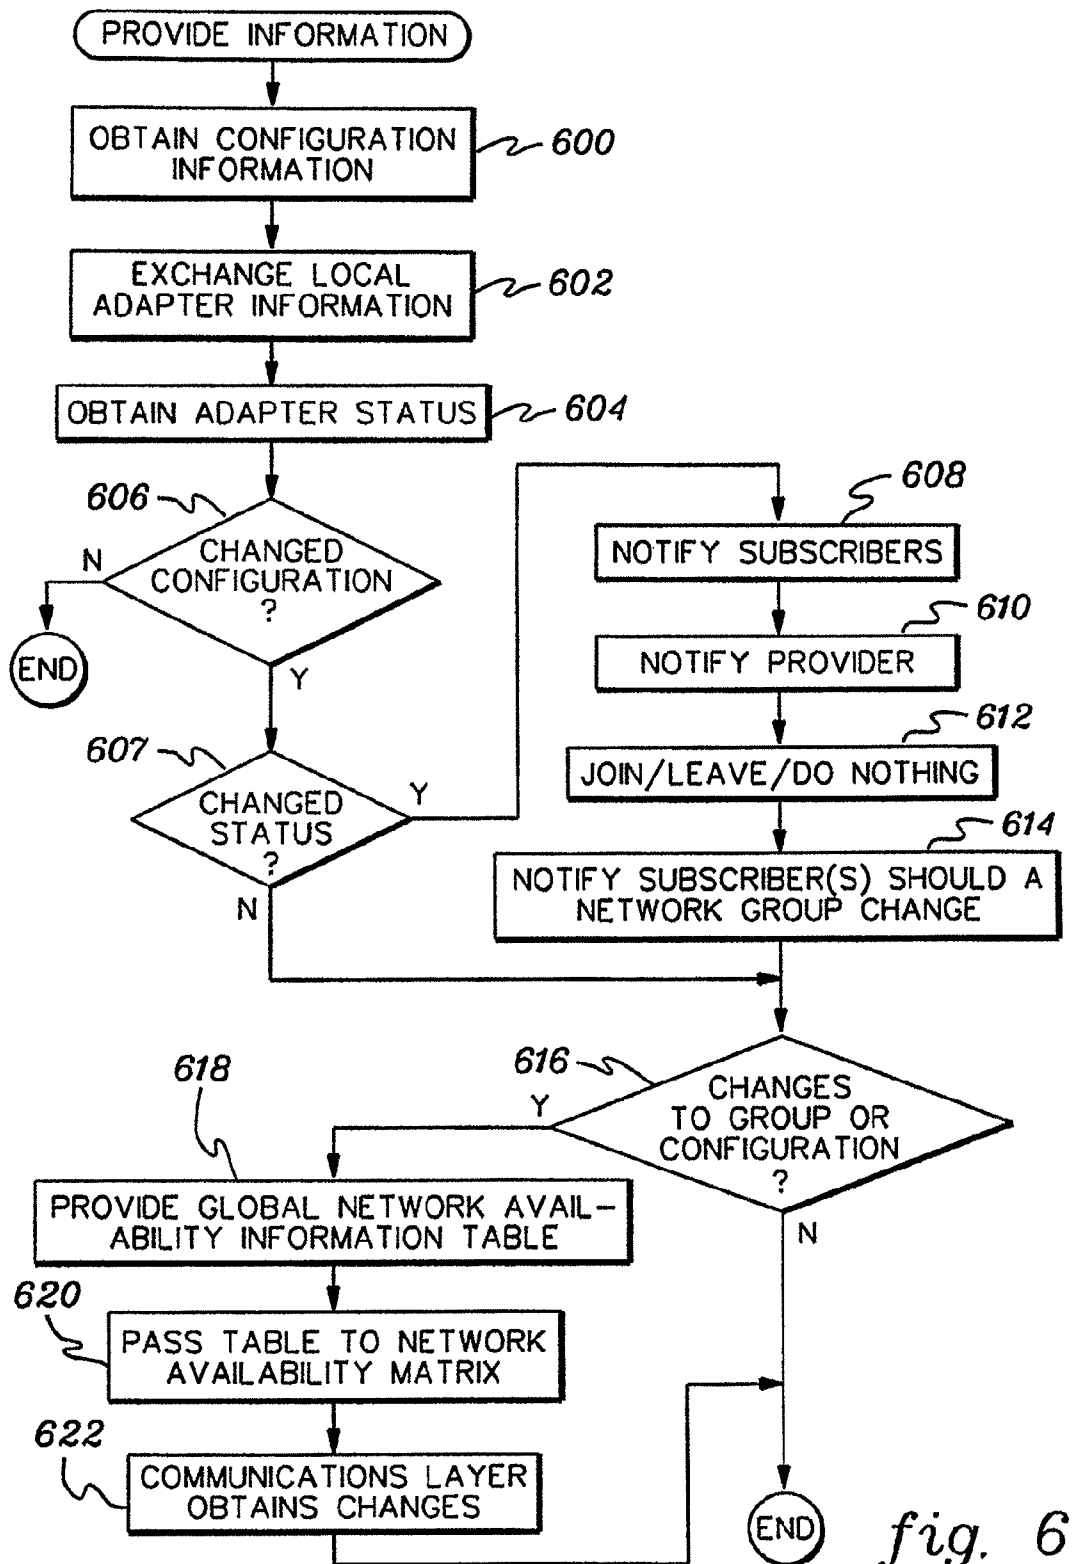 PROVIDE INFORMATION
OBTAIN CONFIGURATION
INFORMATION
600
EXCHANGE LOCAL
ADAPTER INFORMATION
602
OBTAIN ADAPTER STATUS
604
606
CHANGED
CONFIGURATION
?
N
END
Y
607
CHANGED
STATUS
?
Y
N
608
NOTIFY SUBSCRIBERS
610
NOTIFY PROVIDER
612
JOIN/LEAVE/DO NOTHING
614
NOTIFY SUBSCRIBER(S) SHOULD A
NETWORK GROUP CHANGE
616
CHANGES
TO GROUP OR
CONFIGURATION
?
Y
N
618
PROVIDE GLOBAL NETWORK AVAIL-
ABILITY INFORMATION TABLE
620
PASS TABLE TO NETWORK
AVAILABILITY MATRIX
622
COMMUNICATIONS LAYER
OBTAINS CHANGES
END
fig. 6